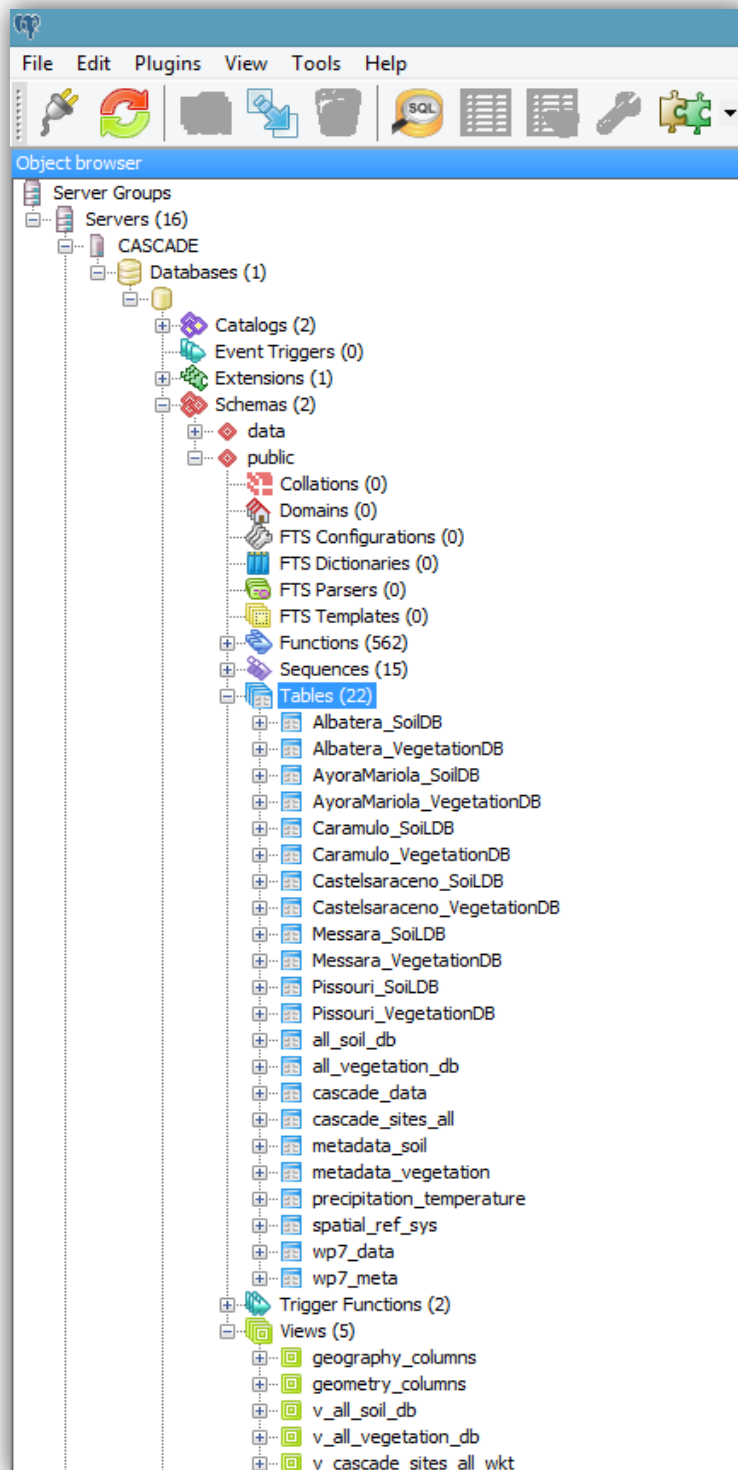 File Edit Plugins View Tools Help
SQL
Object browser
Server Groups
Servers (16)
CASCADE
Databases (1)
Catalogs (2)
Event Triggers (0)
Extensions (1)
Schemas (2)
data
public
Collations (0)
Domains (0)
FTS Configurations (0)
FTS Dictionaries (0)
FTS Parsers (0)
FTS Templates (0)
Functions (562)
Sequences (15)
Tables (22)
Albatera_SoilDB
Albatera_VegetationDB
AyoraMariola_SoilDB
AyoraMariola_VegetationDB
Caramulo_SoiLDB
Caramulo_VegetationDB
Castelsaraceno_SoiLDB
Castelsaraceno_VegetationDB
Messara_SoiLDB
Messara_VegetationDB
Pissouri_SoiLDB
Pissouri_VegetationDB
all_soil_db
all_vegetation_db
cascade_data
cascade_sites_all
metadata_soil
metadata_vegetation
precipitation_temperature
spatial_ref_sys
wp7_data
wp7_meta
Trigger Functions (2)
Views (5)
geography_columns
geometry_columns
v_all_soil_db
v_all_vegetation_db
v_cascade_sites_all_wkt